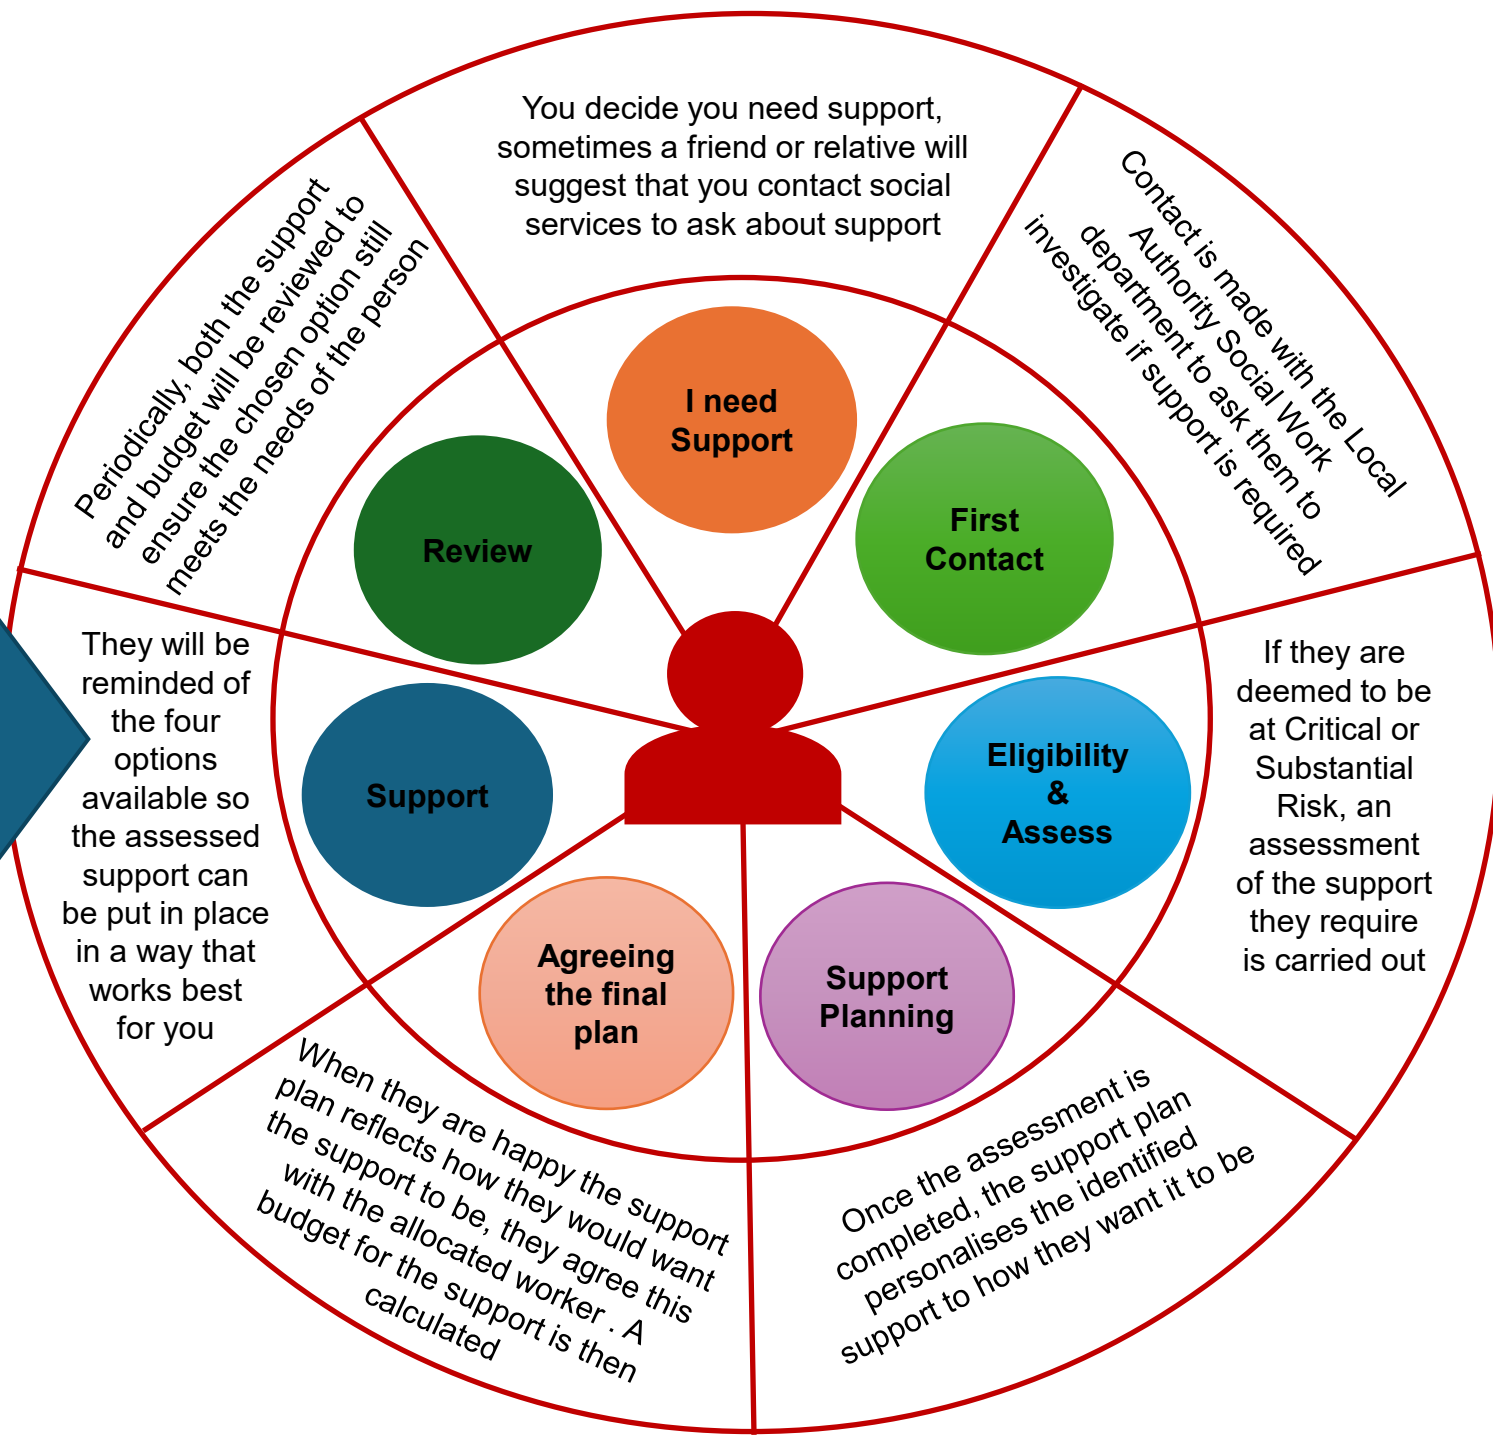 You decide you need support,
sometimes a friend or relative will
suggest that you contact social
services to ask about support
I need
Support
Contact is made with the Local
Authority Social Work
department to ask them to
investigate if support is required
First
Contact
If they are
deemed to be
at Critical or
Substantial
Risk, an
assessment
of the support
they require
is carried out
Eligibility
&
Assess
Once the assessment is
completed, the support plan
personalises the identified
support to how they want it to be
Support
Planning
When they are happy the support
plan reflects how they would want
the support to be, they agree this
with the allocated worker . A
budget for the support is then
calculated
Agreeing
the final
plan
They will be
reminded of
the four
options
available so
the assessed
support can
be put in place
in a way that
works best
for you
Support
Periodically, both the support
and budget will be reviewed to
ensure the chosen option still
meets the needs of the person
Review